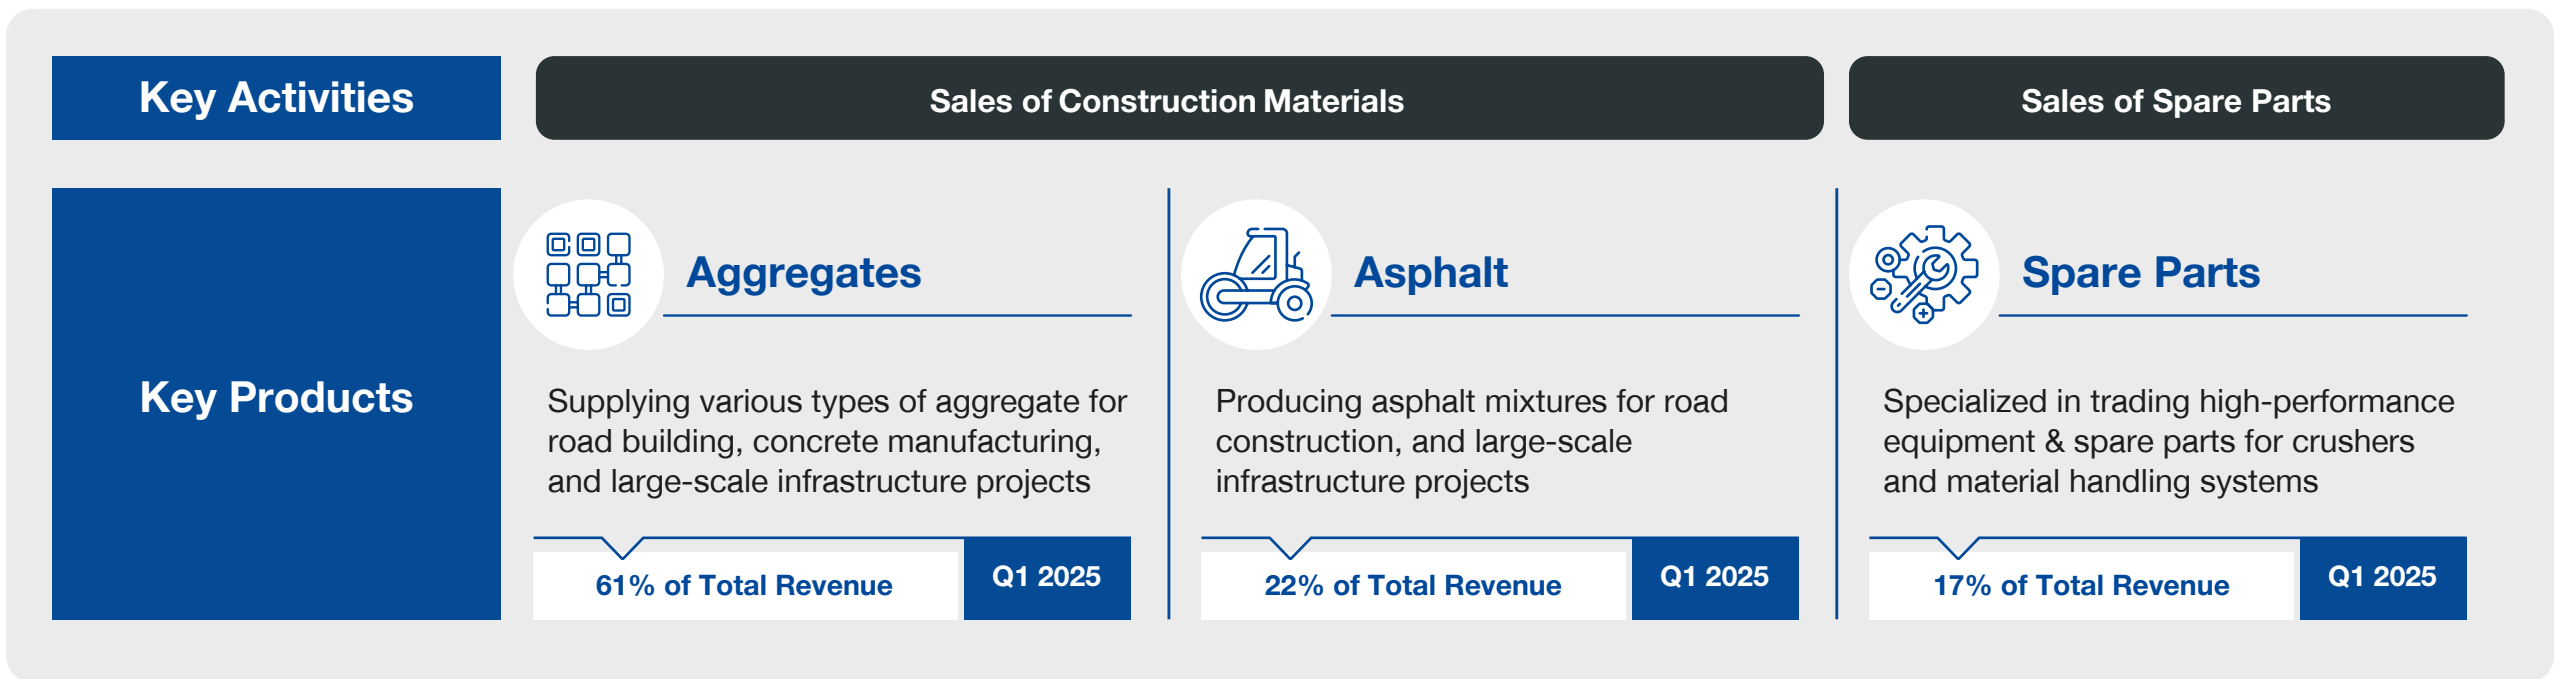 Key Activities
Sales of Construction Materials
Sales of Spare Parts
Key Products
Aggregates
Supplying various types of aggregate for
road building, concrete manufacturing,
and large-scale infrastructure projects
61% of Total Revenue
Q1 2025
Asphalt
Producing asphalt mixtures for road
construction, and large-scale
infrastructure projects
22% of Total Revenue
Q1 2025
Spare Parts
Specialized in trading high-performance
equipment & spare parts for crushers
and material handling systems
17% of Total Revenue
Q1 2025